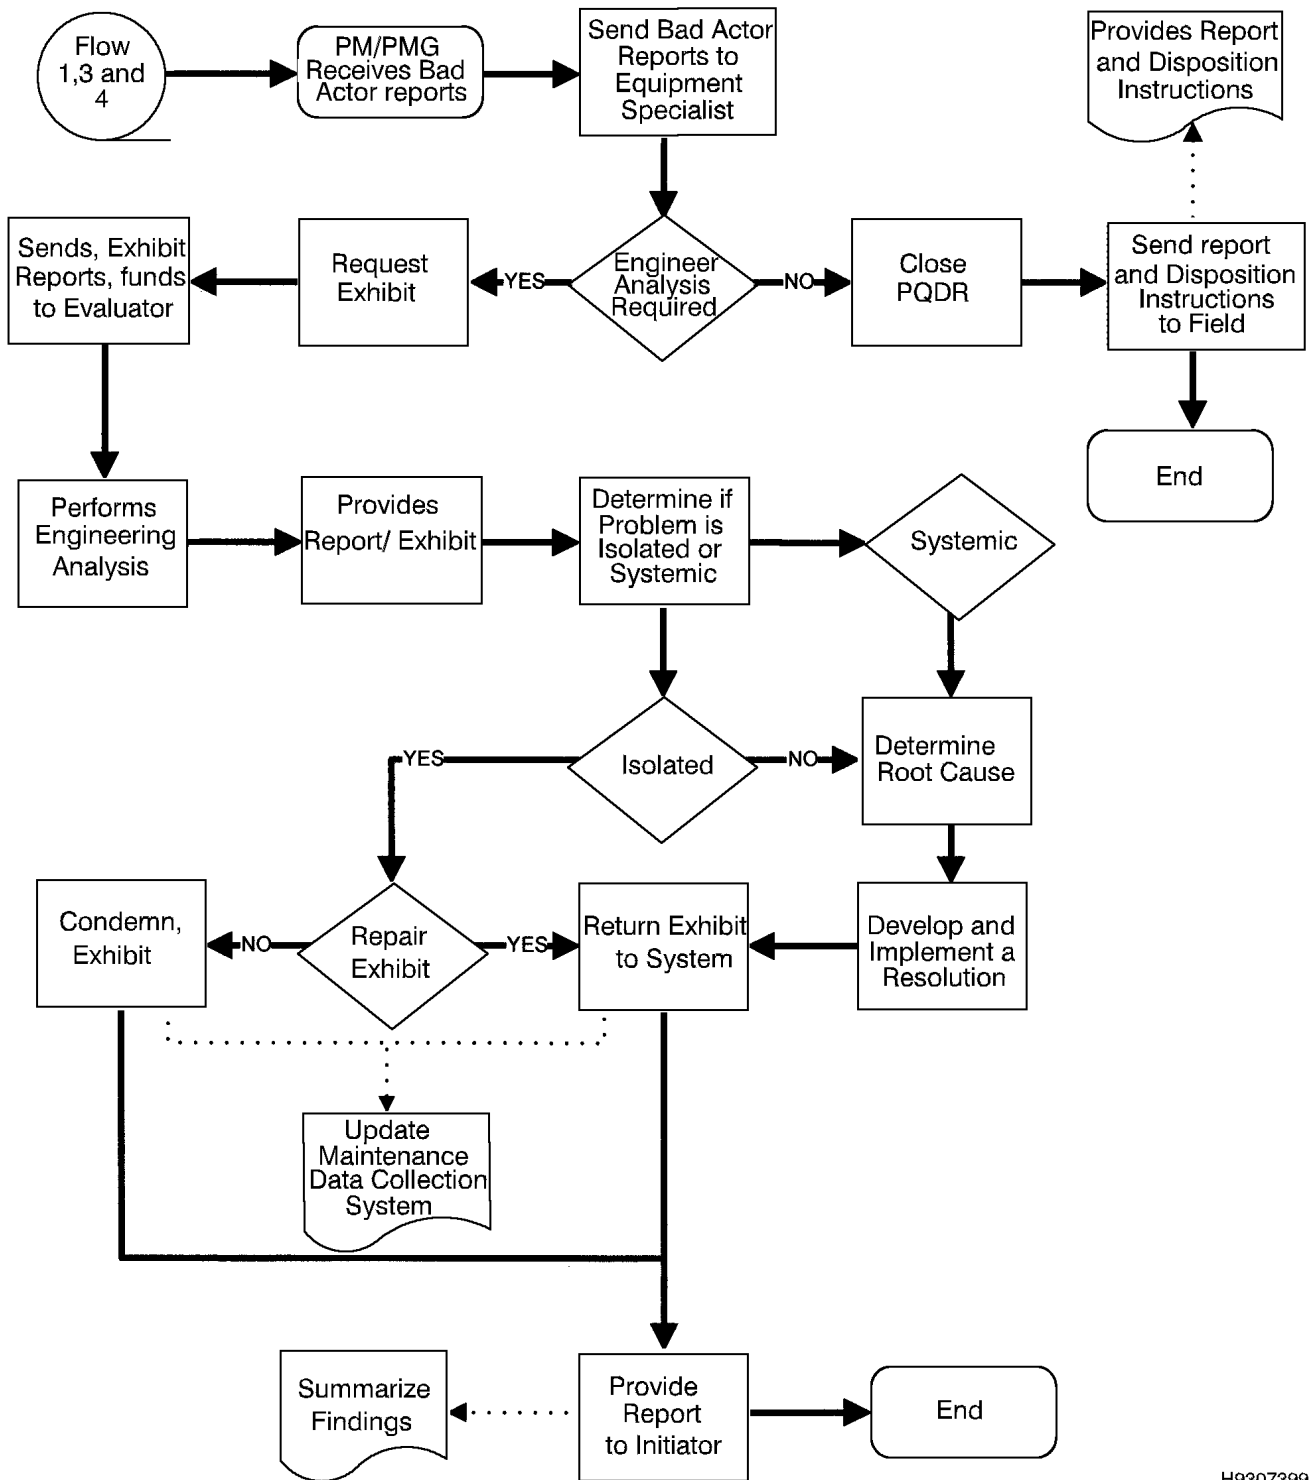 Flow
1,3 and
4
PM/PMG
Receives Bad
Actor reports
Send Bad Actor
Reports to
Equipment
Specialist
Provides Report
and Disposition
Instructions
Sends, Exhibit
Reports, funds
to Evaluator
Request
Exhibit
YES
Engineer
Analysis
Required
NO
Close
PQDR
Send report
and Disposition
Instructions
to Field
End
Performs
Engineering
Analysis
Provides
Report/ Exhibit
Determine if
Problem is
Isolated or
Systemic
Systemic
YES
Isolated
NO
Determine
Root Cause
Condemn,
Exhibit
NO
Repair
Exhibit
YES
Return Exhibit
to System
Develop and
Implement a
Resolution
Update
Maintenance
Data Collection
System
Summarize
Findings
Provide
Report
to Initiator
End
H9307399